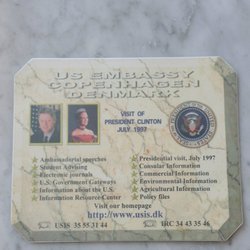 US EMBASSY
COPENHAGEN
DENMARK
VISIT OF
PRESIDENT CLINTON
JULY 1997
Ambassadorial speeches
Student Advising
Electronic journals
U.S. Government Gateways
Information about the U.S.
Information Resource Center
Presidential visit, July 1997
Consular Information
Commercial Information
Environmental Information
Agricultural Information
Policy files
Visit our homepage
http://www.usis.dk
USIS 35 55 31 44
IRC 34 43 35 46